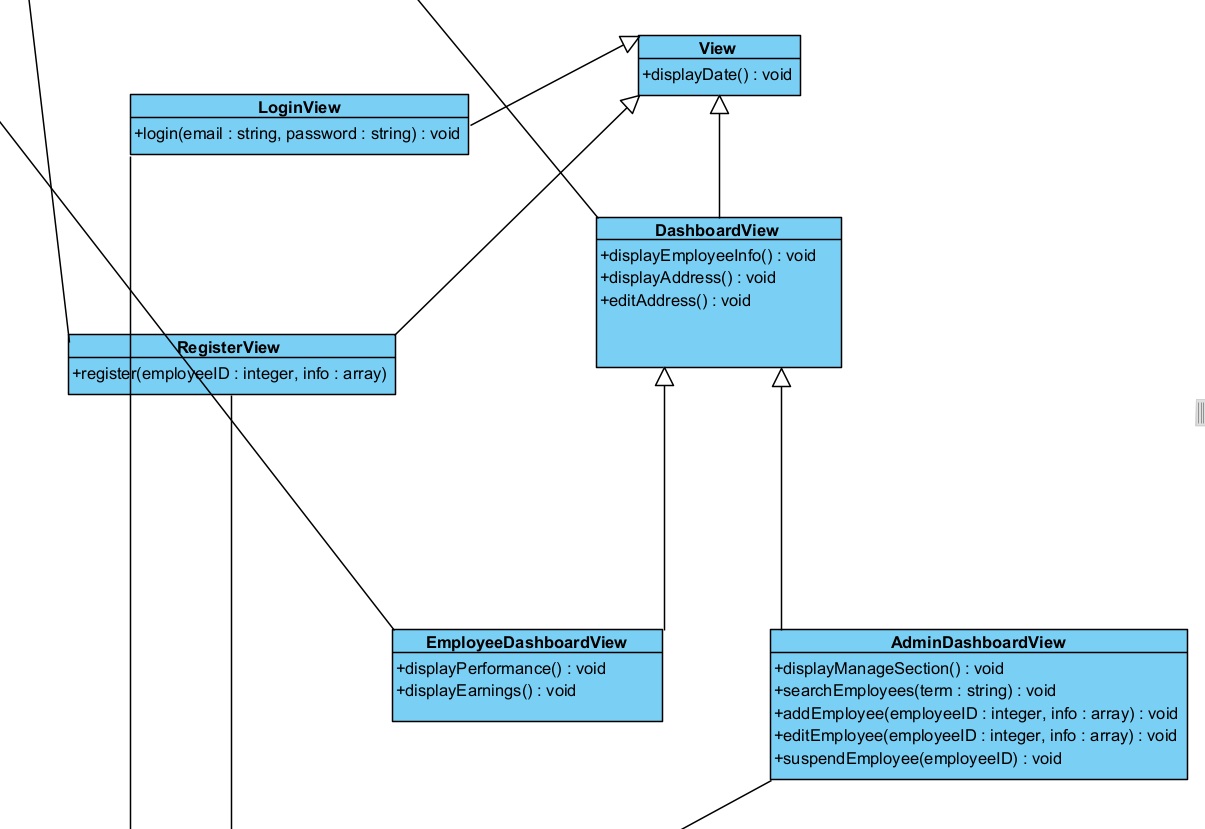 View
+displayDate() : void
LoginView
+login(email : string, password : string) : void
DashboardView
+displayEmployeeInfo() : void
+displayAddress() : void
+editAddress() : void
RegisterView
+register(employeeID : integer, info : array)
EmployeeDashboardView
+displayPerformance() : void
+displayEarnings() : void
AdminDashboardView
+displayManageSection() : void
+searchEmployees(term : string) : void
+addEmployee(employeeID : integer, info : array) : void
+editEmployee(employeeID : integer, info : array) : void
+suspendEmployee(employeeID) : void